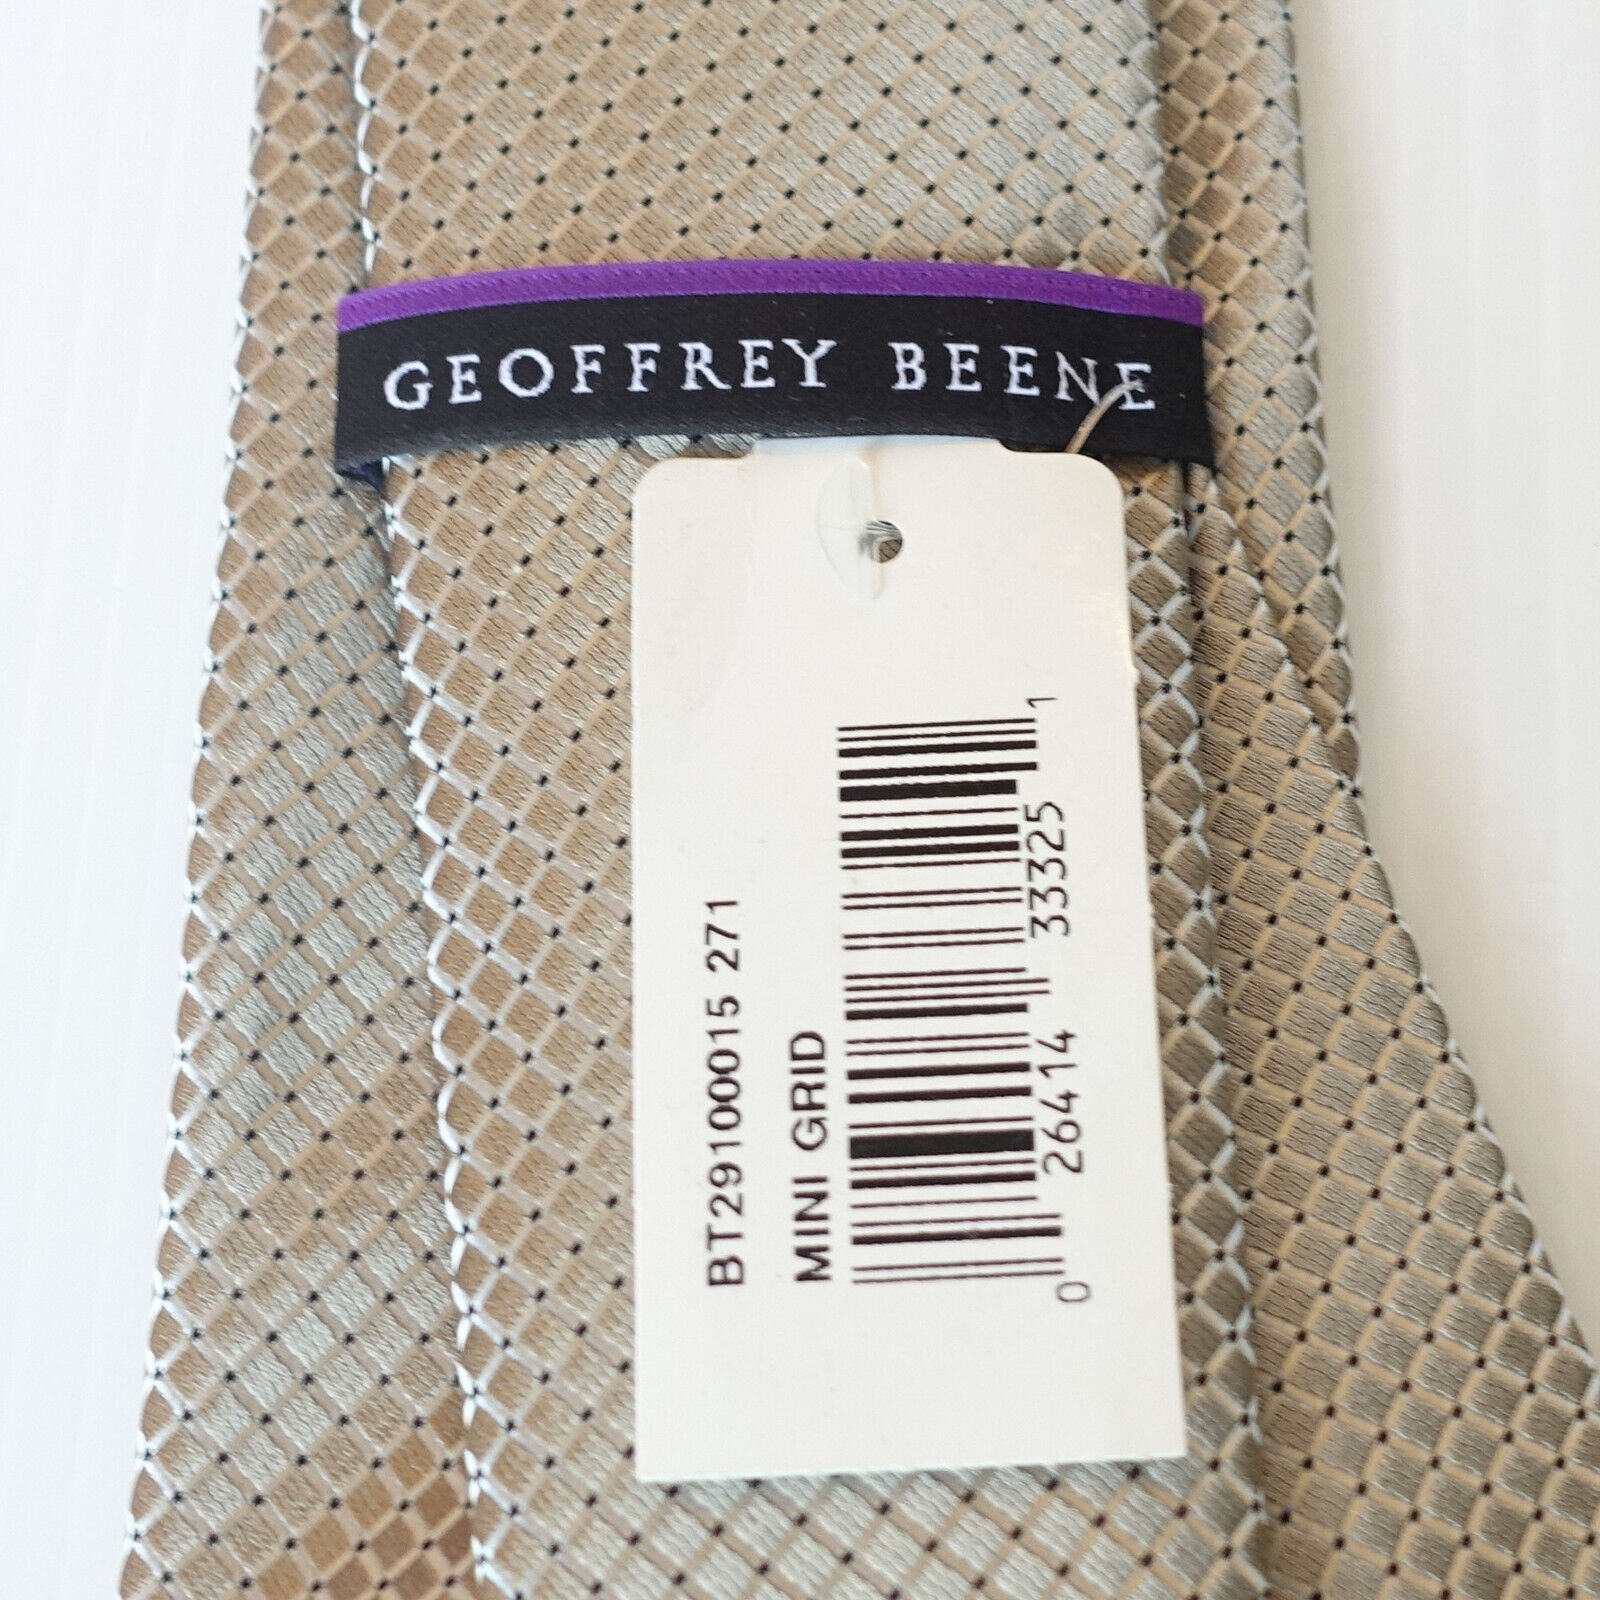 GEOFFREY BEENE
BT29100015 271
MINI GRID
0 26414 33325 1